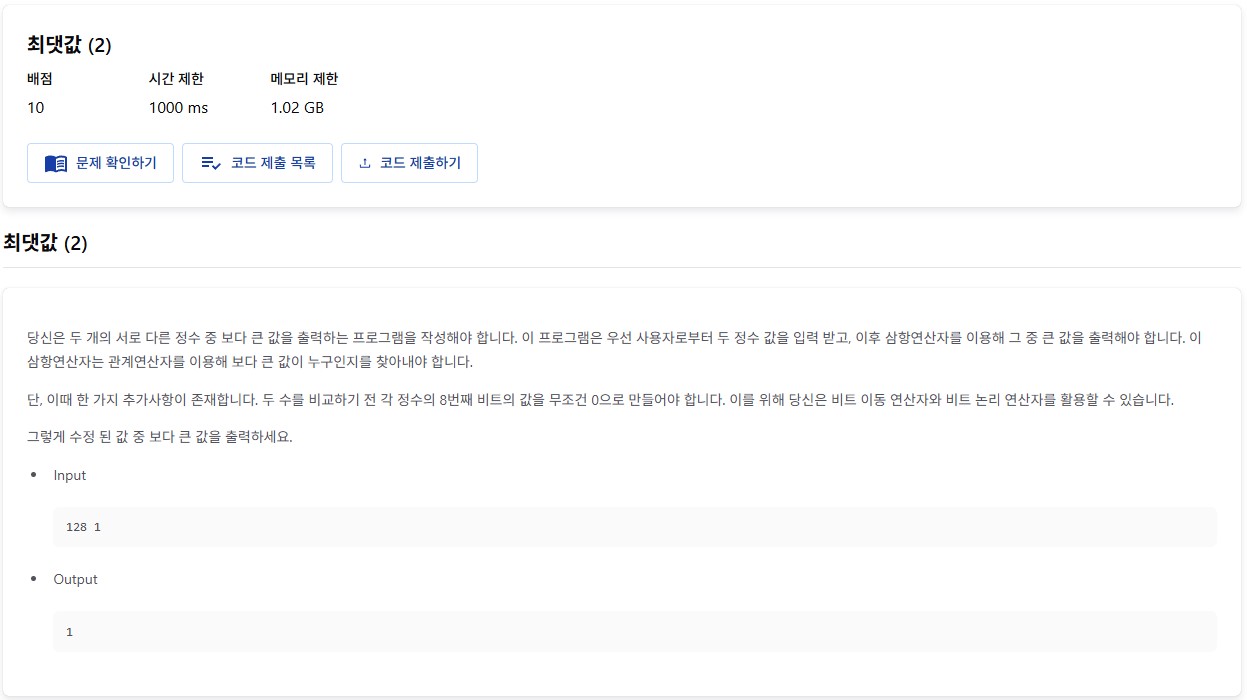 최댓값 (2)
배점 시간 제한 메모리 제한
10 1000 ms 1.02 GB
문제 확인하기 코드 제출 목록 코드 제출하기
최댓값 (2)
당신은 두 개의 서로 다른 정수 중 보다 큰 값을 출력하는 프로그램을 작성해야 합니다. 이 프로그램은 우선 사용자로부터 두 정수 값을 입력 받고, 이후 삼항연산자를 이용해 그 중 큰 값을 출력해야 합니다. 이
삼항연산자는 관계연산자를 이용해 보다 큰 값이 누구인지를 찾아내야 합니다.
단, 이때 한 가지 추가사항이 존재합니다. 두 수를 비교하기 전 각 정수의 8번째 비트의 값을 무조건 0으로 만들어야 합니다. 이를 위해 당신은 비트 이동 연산자와 비트 논리 연산자를 활용할 수 있습니다.
그렇게 수정 된 값 중 보다 큰 값을 출력하세요.
Input
128 1
Output
1